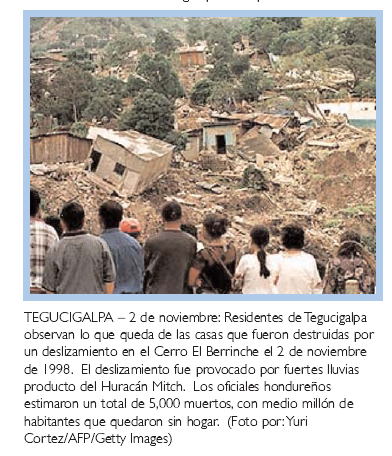 TEGUCIGALPA – 2 de noviembre: Residentes de Tegucigalpa
observan lo que queda de las casas que fueron destruidas por
un deslizamiento en el Cerro El Berrinche el 2 de noviembre
de 1998. El deslizamiento fue provocado por fuertes lluvias
producto del Huracán Mitch. Los oficiales hondureños
estimaron un total de 5,000 muertos, con medio millón de
habitantes que quedaron sin hogar. (Foto por: Yuri
Cortez/AFP/Getty Images)